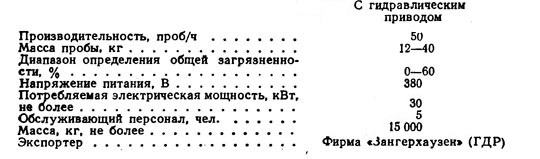 С гидравлическим
приводом
Производительность, проб/ч . . . . . . . . . . 50
Масса пробы, кг . . . . . . . . . . . . . . . 12—40
Диапазон определения общей загрязненно-
сти, % . . . . . . . . . . . . . . . . . . . 0—60
Напряжение питания, В . . . . . . . . . . . . 380
Потребляемая электрическая мощность, кВт,
не более . . . . . . . . . . . . . . . . . . 30
Обслуживающий персонал, чел. . . . . . . . . . 5
Масса, кг, не более . . . . . . . . . . . . . 15 000
Экспортер . . . . . . . . . . . . . . . . . . Фирма «Зангерхаузен» (ГДР)